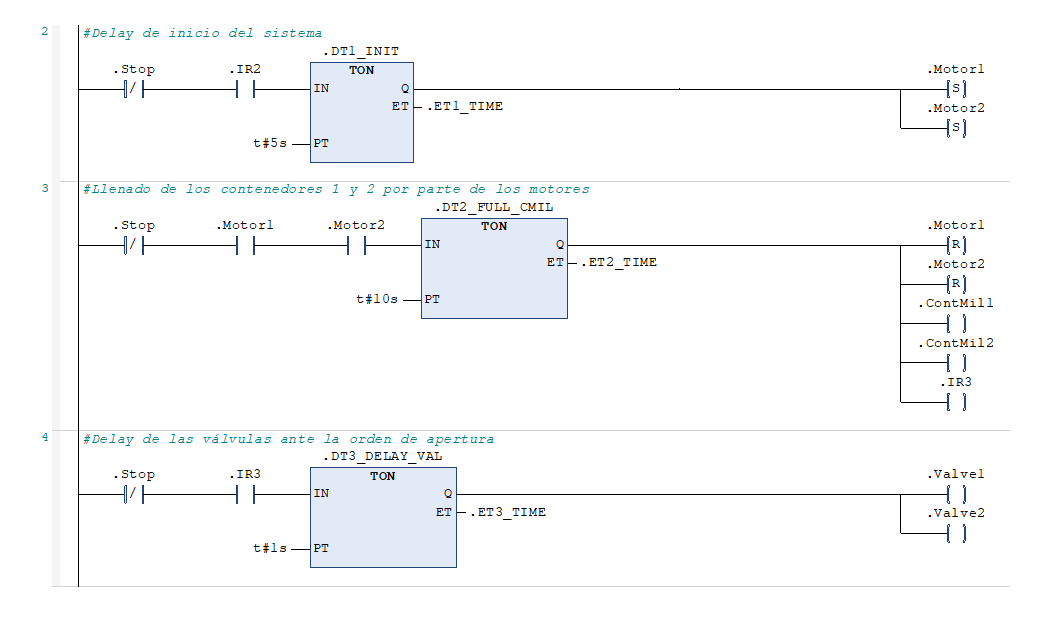 2
#Delay de inicio del sistema
.DT1_INIT
.Stop .IR2 TON .Motor1
/ IN Q S
ET .ET1_TIME .Motor2
S
t#5s PT
3
#Llenado de los contenedores 1 y 2 por parte de los motores
.DT2_FULL_CMIL
.Stop .Motor1 .Motor2 TON .Motor1
/ IN Q R
ET .ET2_TIME .Motor2
R
t#10s PT .ContMil1
.ContMil2
.IR3
4
#Delay de las válvulas ante la orden de apertura
.DT3_DELAY_VAL
.Stop .IR3 TON .Valve1
/ IN Q
ET .ET3_TIME .Valve2
t#1s PT